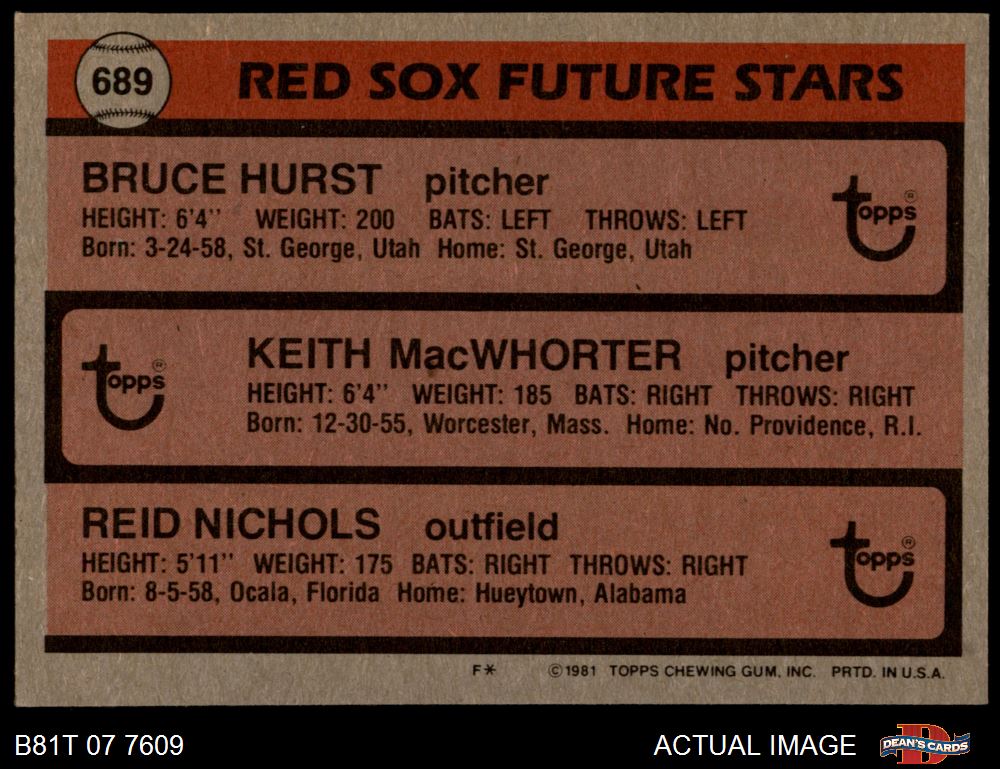 689
RED SOX FUTURE STARS
BRUCE HURST pitcher
HEIGHT: 6'4'' WEIGHT: 200 BATS: LEFT THROWS: LEFT
Born: 3-24-58, St. George, Utah Home: St. George, Utah
topps ®
KEITH MacWHORTER pitcher
HEIGHT: 6'4'' WEIGHT: 185 BATS: RIGHT THROWS: RIGHT
Born: 12-30-55, Worcester, Mass. Home: No. Providence, R.I.
topps ®
REID NICHOLS outfield
HEIGHT: 5'11'' WEIGHT: 175 BATS: RIGHT THROWS: RIGHT
Born: 8-5-58, Ocala, Florida Home: Hueytown, Alabama
topps ®
F* ©1981 TOPPS CHEWING GUM, INC. PRTD. IN U.S.A.
B81T 07 7609 ACTUAL IMAGE DEAN'S CARDS